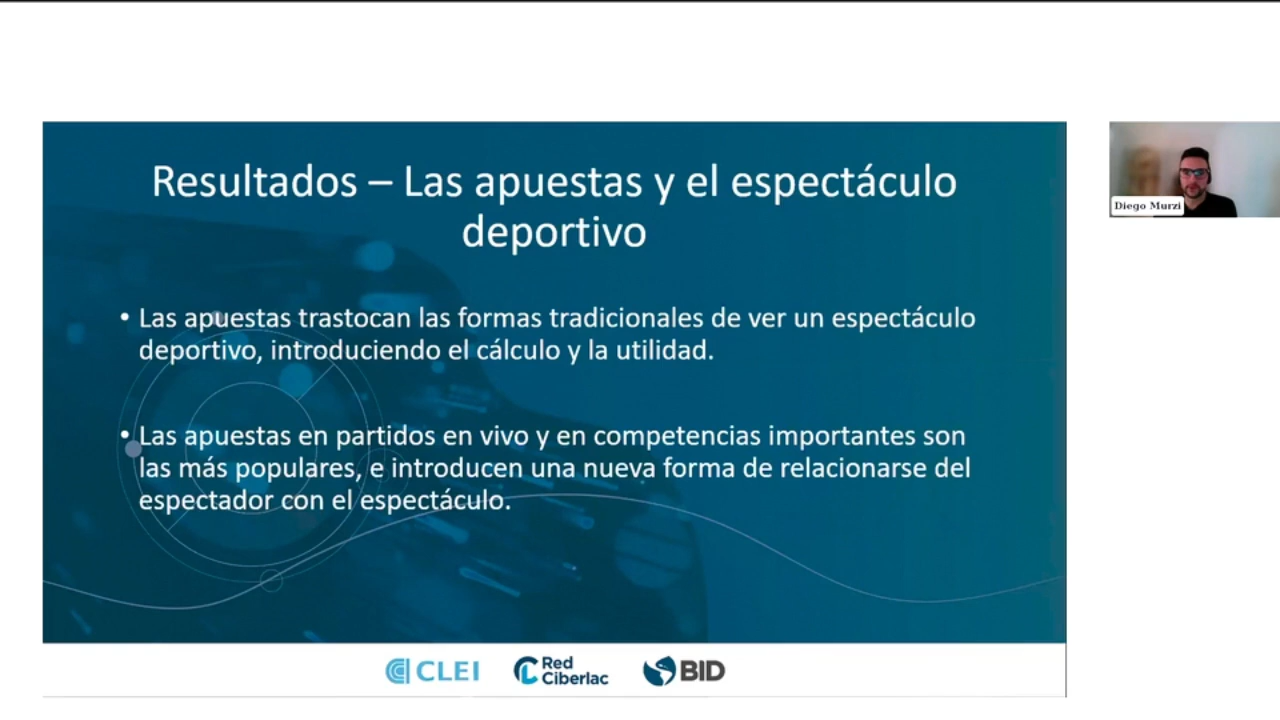 Resultados – Las apuestas y el espectáculo
deportivo
• Las apuestas trastocan las formas tradicionales de ver un espectáculo
deportivo, introduciendo el cálculo y la utilidad.
• Las apuestas en partidos en vivo y en competencias importantes son
las más populares, e introducen una nueva forma de relacionarse del
espectador con el espectáculo.
Diego Murzi
CLEI
Red
Ciberlac
BID